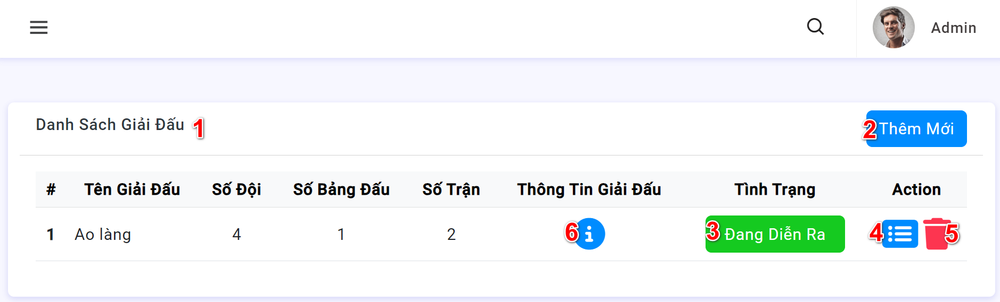 Admin
Danh Sách Giải Đấu 1
2 Thêm Mới
# Tên Giải Đấu Số Đội Số Bảng Đấu Số Trận Thông Tin Giải Đấu Tình Trạng Action
1 Ao làng 4 1 2 6 3 Đang Diễn Ra 4 5